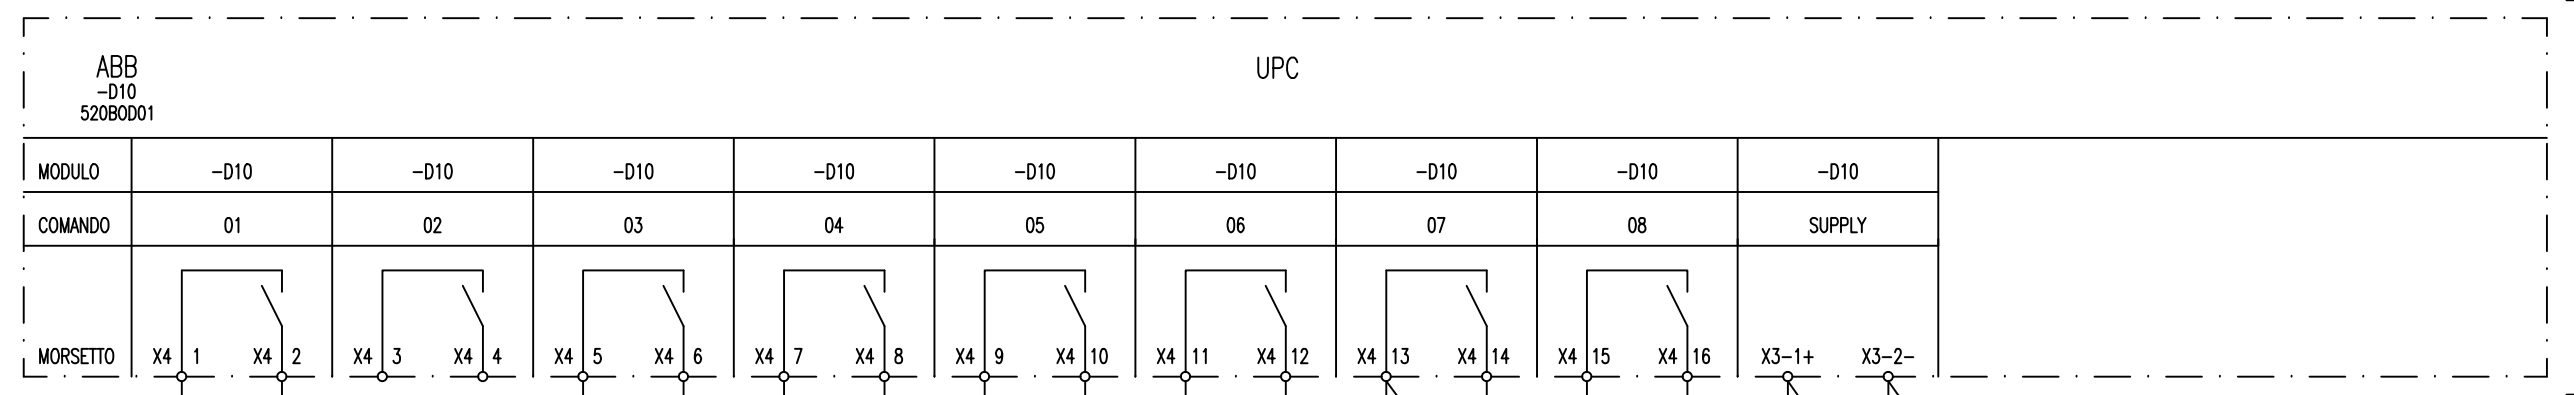 ABB
-D10
520BOD01
UPC
MODULO -D10 -D10 -D10 -D10 -D10 -D10 -D10 -D10 -D10
COMANDO 01 02 03 04 05 06 07 08 SUPPLY
MORSETTO X4 1 X4 2 X4 3 X4 4 X4 5 X4 6 X4 7 X4 8 X4 9 X4 10 X4 11 X4 12 X4 13 X4 14 X4 15 X4 16 X3-1+ X3-2-